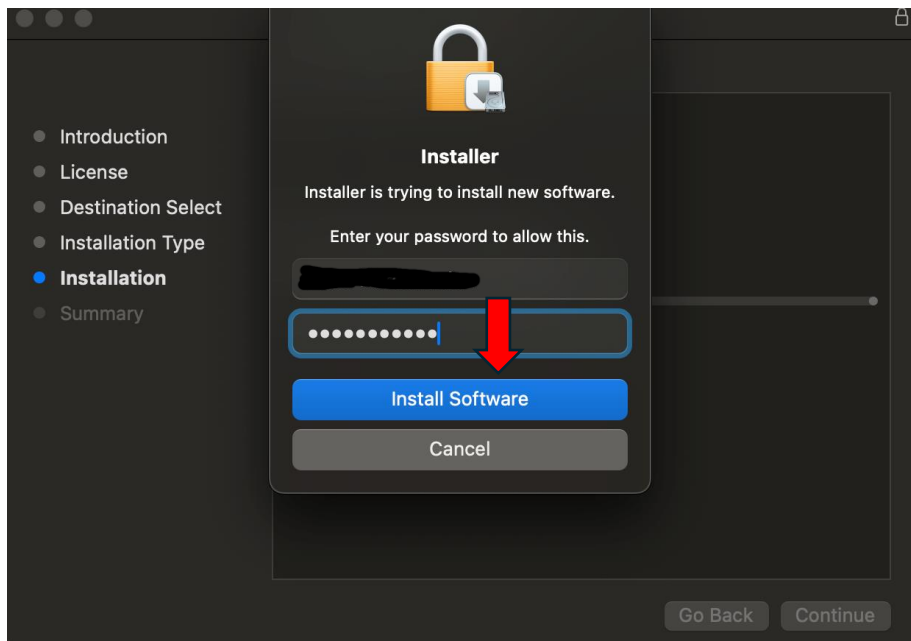 Introduction
License
Destination Select
Installation Type
Installation
Summary
Installer
Installer is trying to install new software.
Enter your password to allow this.
Install Software
Cancel
Go Back
Continue